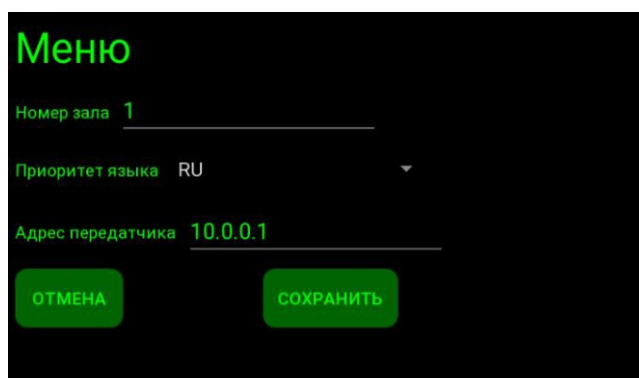 Меню
Номер зала 1
Приоритет языка RU
Адрес передатчика 10.0.0.1
ОТМЕНА СОХРАНИТЬ